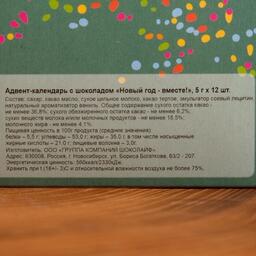 Адвент-календарь с шоколадом «Новый год - вместе!», 5 г х 12 шт.
Состав: сахар, какао масло, сухое цельное молоко, какао тертое, эмульгатор соевый лецитин,
натуральный ароматизатор ваниль. Общее содержание сухого остатка какао -
не менее 36,8%, сухого обезжиренного остатка какао - не менее 6,2%,
сухих веществ молока и/или молочных продуктов - не менее 15,5%,
молочного жира - не менее 4,1%.
Пищевая ценность в 100г продукта (средние значения):
белки – 5,5 г, углеводы – 53,0 г, жиры – 35,0 г, в том числе насыщенные
жирные кислоты – 21,0 г; пищевые волокна – 3,0г.
Изготовитель: ООО «ГРУППА КОМПАНИЙ ШОКОЛАЙФ»
Адрес: 630008, Россия, г. Новосибирск, ул. Бориса Богаткова, 63/2 - 207.
Энергетическая ценность: 560ккал/2330кДж.
Хранить при t (18+/- 3)С и относительной влажности воздуха не более 75%.